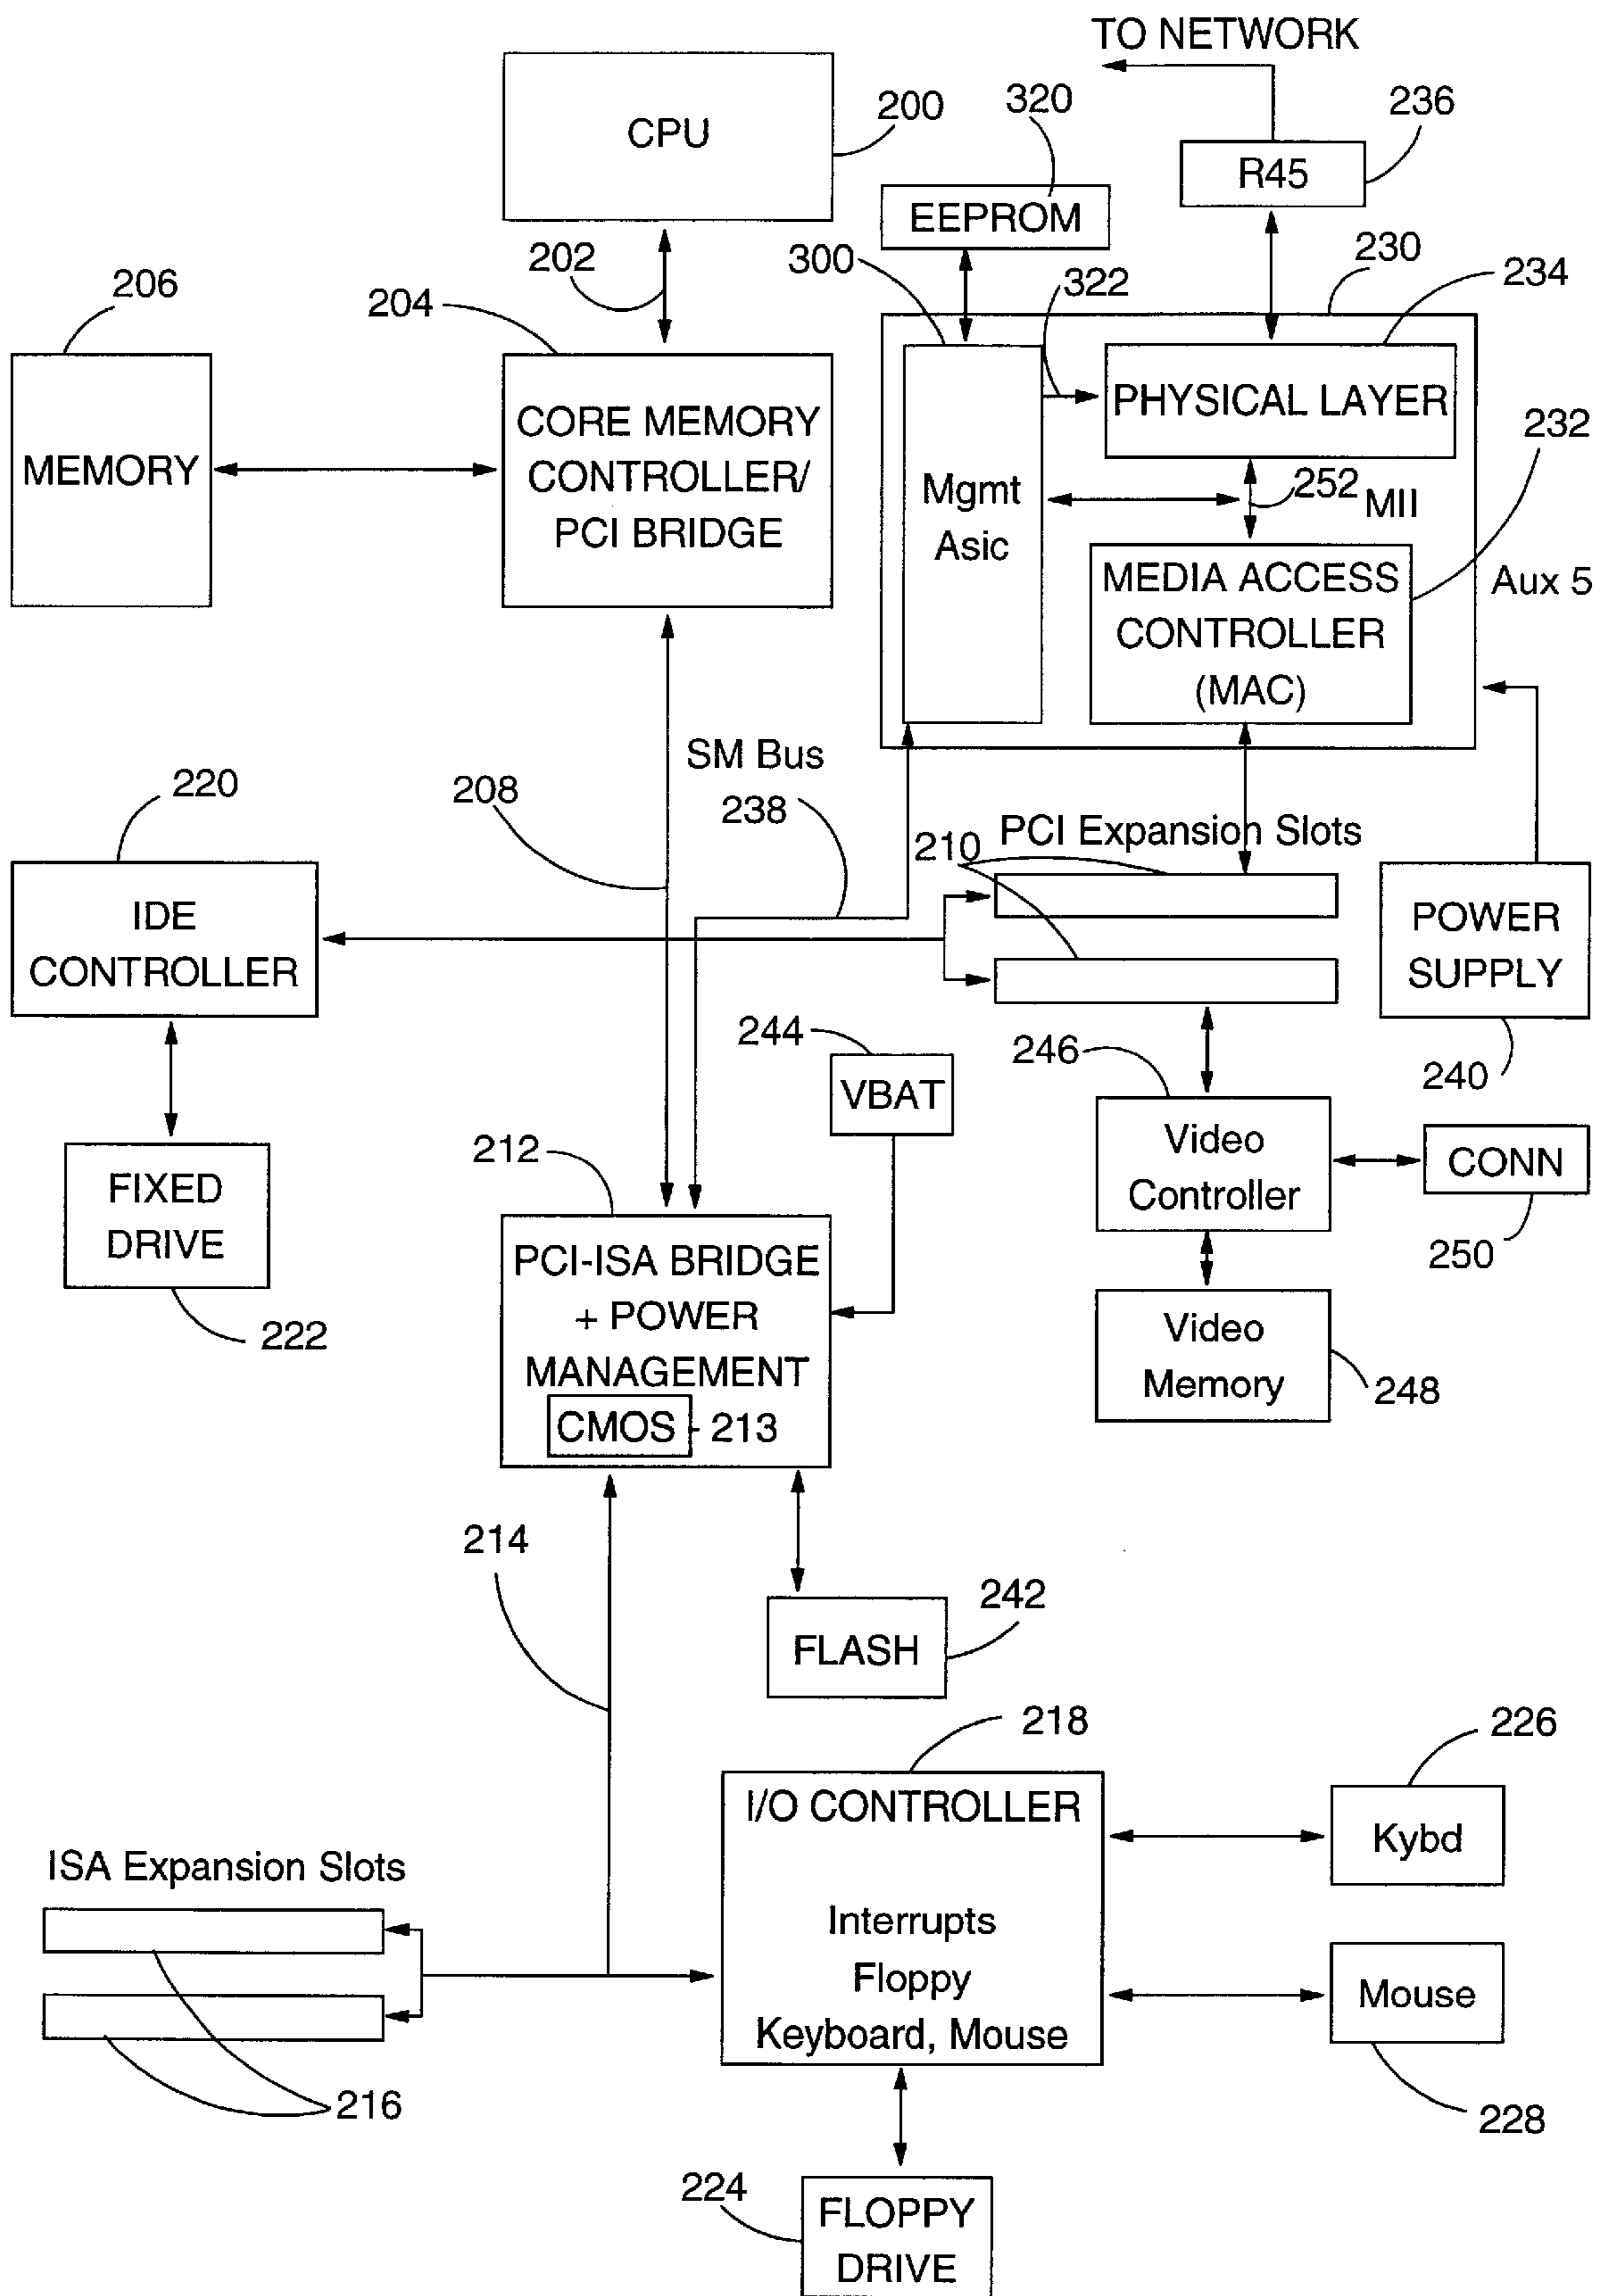 TO NETWORK
CPU
200
320
236
R45
EEPROM
202
300
322
230
234
206
204
MEMORY
CORE MEMORY
CONTROLLER/
PCI BRIDGE
Mgmt
Asic
PHYSICAL LAYER
232
252
MII
MEDIA ACCESS
CONTROLLER
(MAC)
Aux 5
SM Bus
238
208
220
IDE
CONTROLLER
210
PCI Expansion Slots
POWER
SUPPLY
240
244
VBAT
246
Video
Controller
CONN
250
FIXED
DRIVE
222
212
PCI-ISA BRIDGE
+ POWER
MANAGEMENT
CMOS
213
Video
Memory
248
214
242
FLASH
218
226
I/O CONTROLLER
Interrupts
Floppy
Keyboard, Mouse
Kybd
ISA Expansion Slots
Mouse
216
228
224
FLOPPY
DRIVE